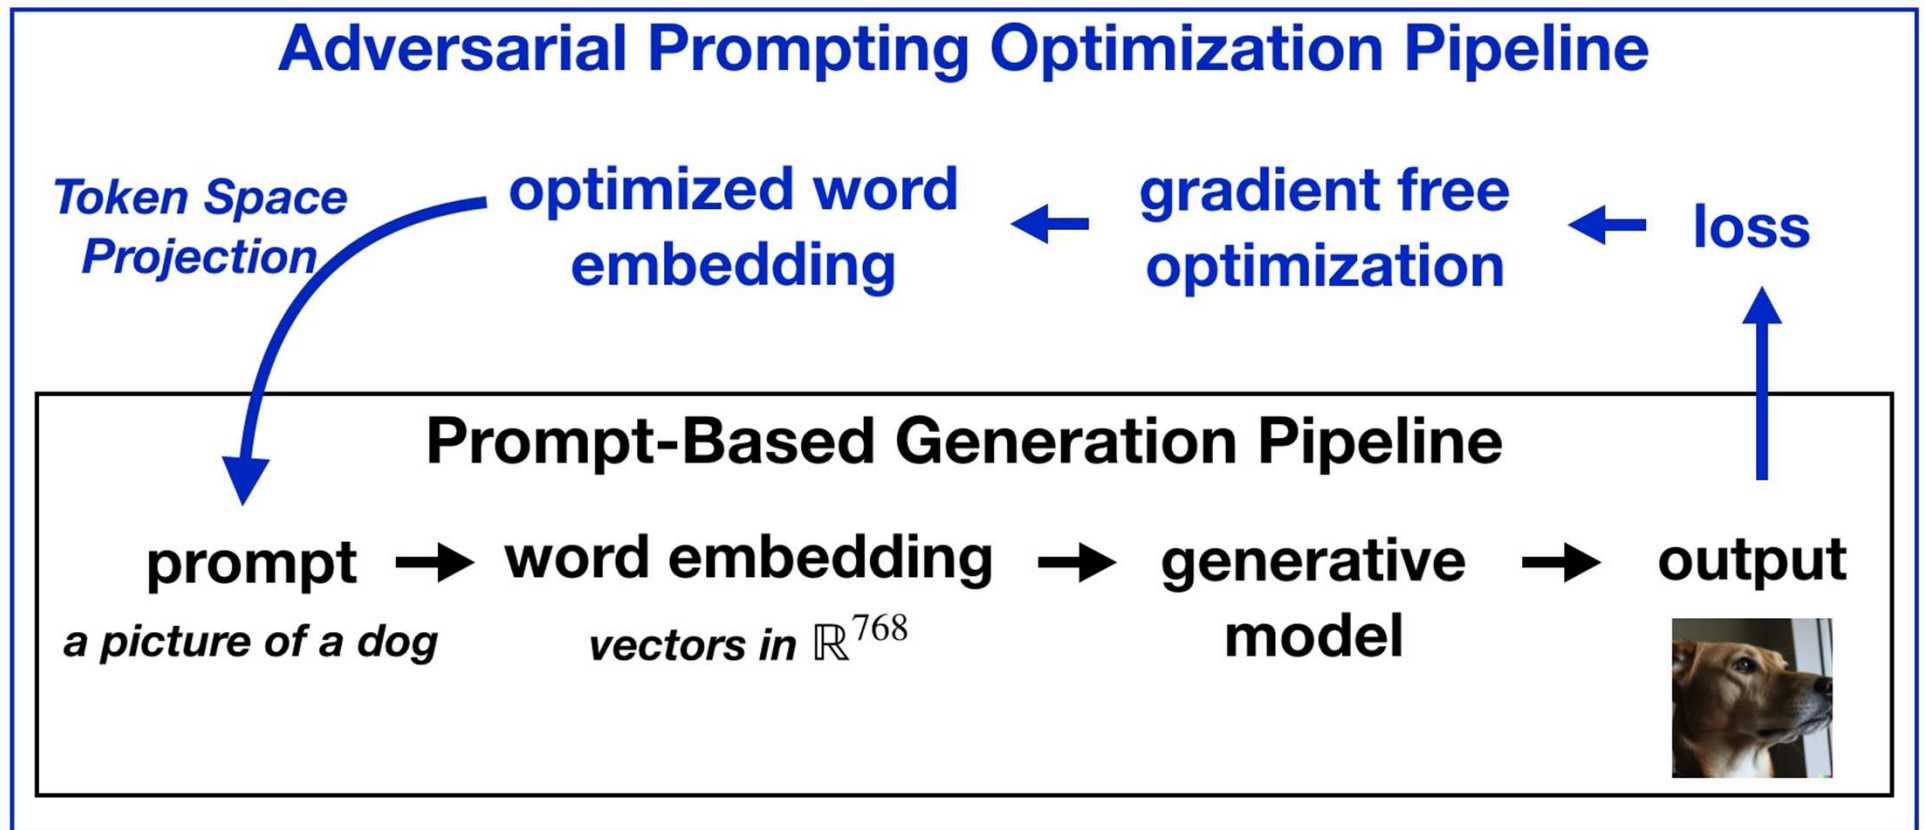 Adversarial Prompting Optimization Pipeline
Token Space
Projection
optimized word
embedding
gradient free
optimization
loss
Prompt-Based Generation Pipeline
prompt
a picture of a dog
word embedding
vectors in ℝ^768
generative
model
output